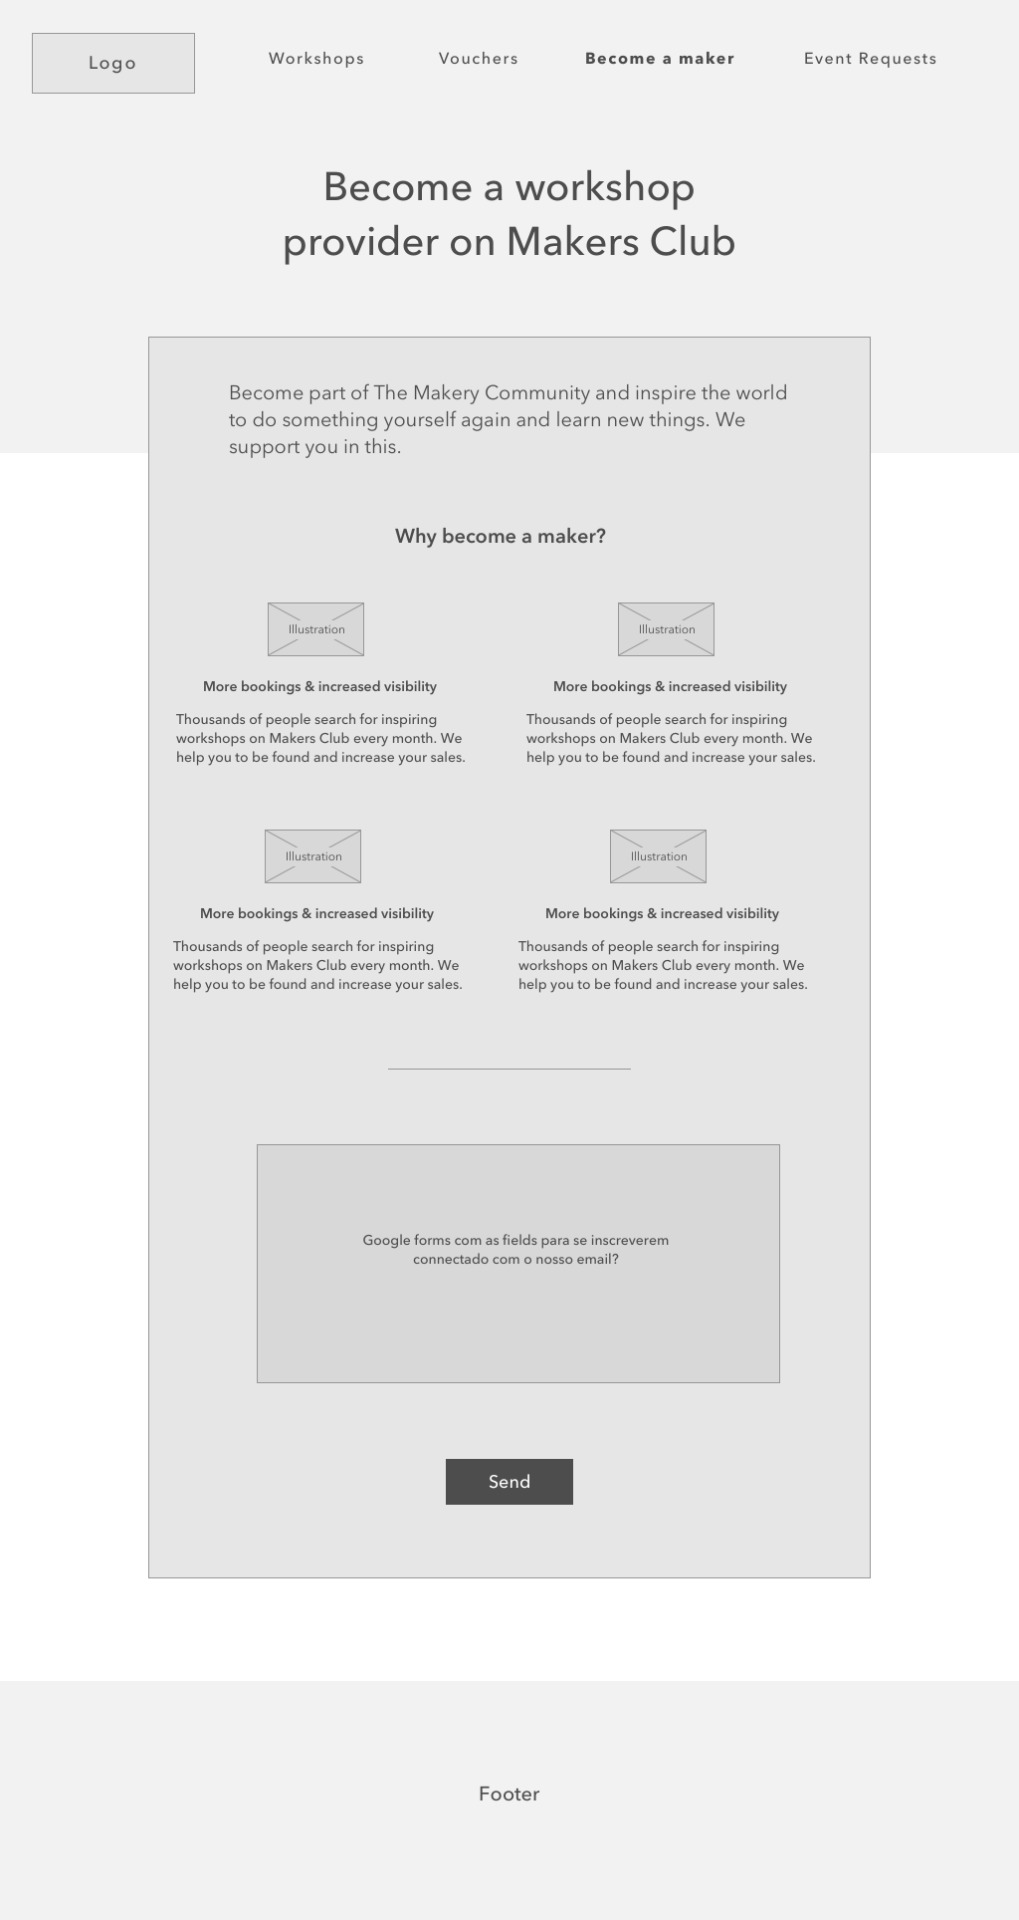 Logo
Workshops
Vouchers
Become a maker
Event Requests
Become a workshop
provider on Makers Club
Become part of The Makery Community and inspire the world
to do something yourself again and learn new things. We
support you in this.
Why become a maker?
Illustration
More bookings & increased visibility
Thousands of people search for inspiring
workshops on Makers Club every month. We
help you to be found and increase your sales.
Illustration
More bookings & increased visibility
Thousands of people search for inspiring
workshops on Makers Club every month. We
help you to be found and increase your sales.
Illustration
More bookings & increased visibility
Thousands of people search for inspiring
workshops on Makers Club every month. We
help you to be found and increase your sales.
Illustration
More bookings & increased visibility
Thousands of people search for inspiring
workshops on Makers Club every month. We
help you to be found and increase your sales.
Google forms com as fields para se inscreverem
connectado com o nosso email?
Send
Footer